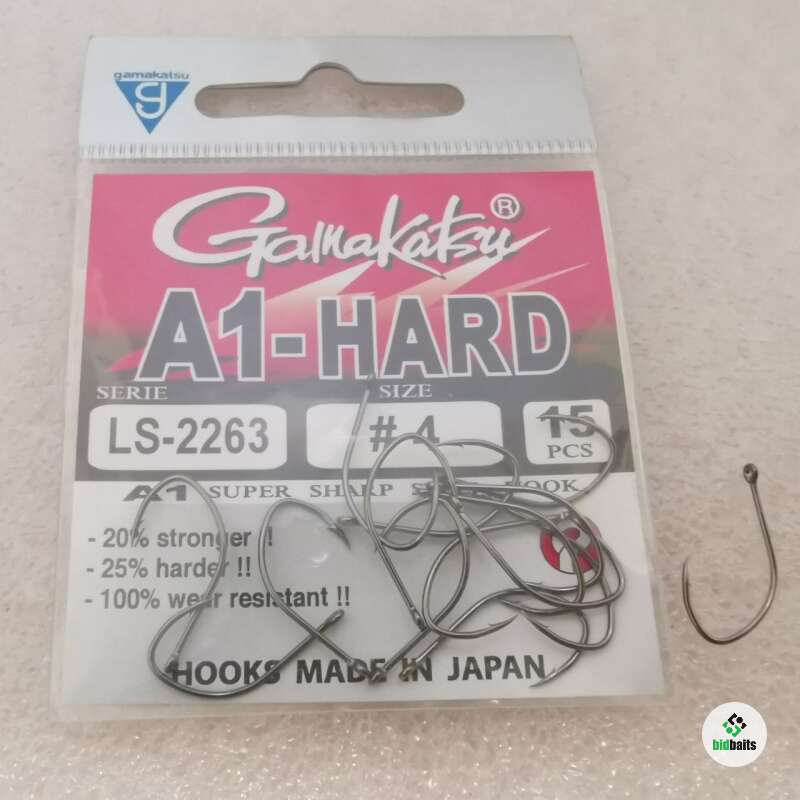 gamakatsu
g
Gamakatsu®
A1-HARD
SERIE SIZE
LS-2263 # 4 15
PCS
A1 SUPER SHARP HOOK
- 20% stronger !!
- 25% harder !!
- 100% wear resistant !!
HOOKS MADE IN JAPAN
bidbaits